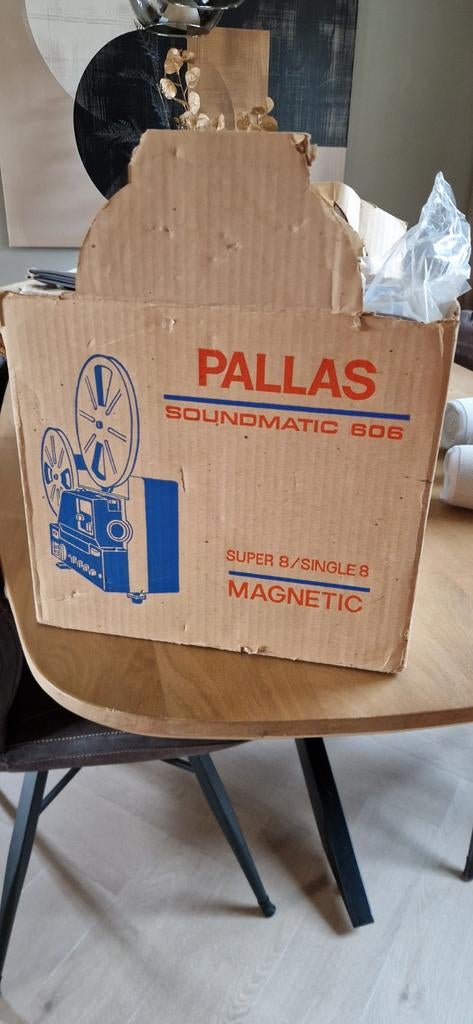 PALLAS
SOUNDMATIC 606
SUPER 8/SINGLE 8
MAGNETIC